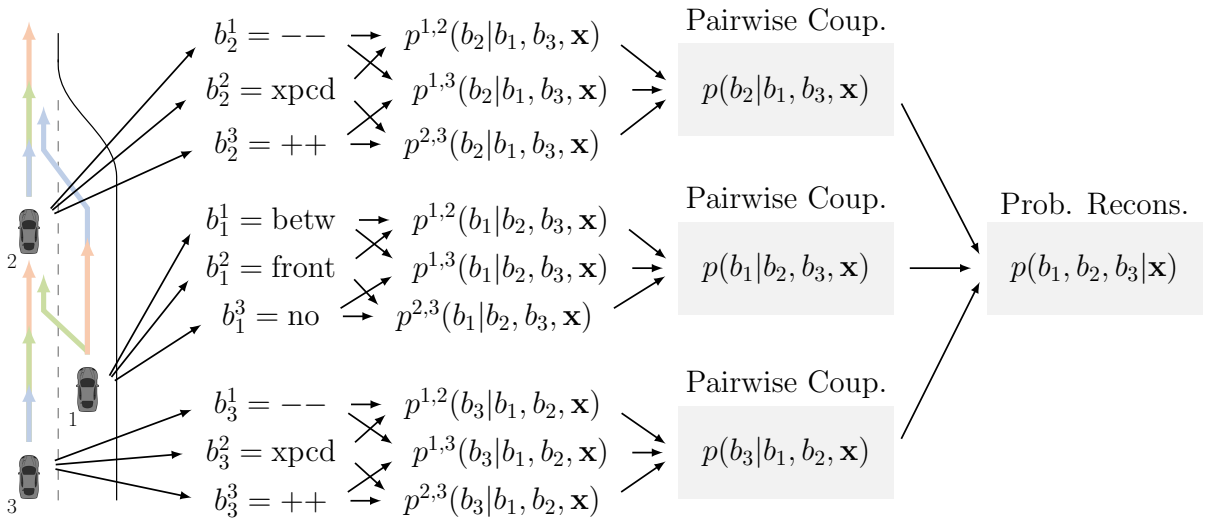 Pairwise Coup.
b_2^1 = −− p^{1,2}(b_2|b_1, b_3, x)
b_2^2 = xpcd p^{1,3}(b_2|b_1, b_3, x) p(b_2|b_1, b_3, x)
b_2^3 = ++ p^{2,3}(b_2|b_1, b_3, x)
Pairwise Coup.
Prob. Recons.
b_1^1 = betw p^{1,2}(b_1|b_2, b_3, x)
2
b_1^2 = front p^{1,3}(b_1|b_2, b_3, x) p(b_1|b_2, b_3, x) p(b_1, b_2, b_3|x)
b_1^3 = no p^{2,3}(b_1|b_2, b_3, x)
Pairwise Coup.
1
b_3^1 = −− p^{1,2}(b_3|b_1, b_2, x)
b_3^2 = xpcd p^{1,3}(b_3|b_1, b_2, x) p(b_3|b_1, b_2, x)
b_3^3 = ++ p^{2,3}(b_3|b_1, b_2, x)
3